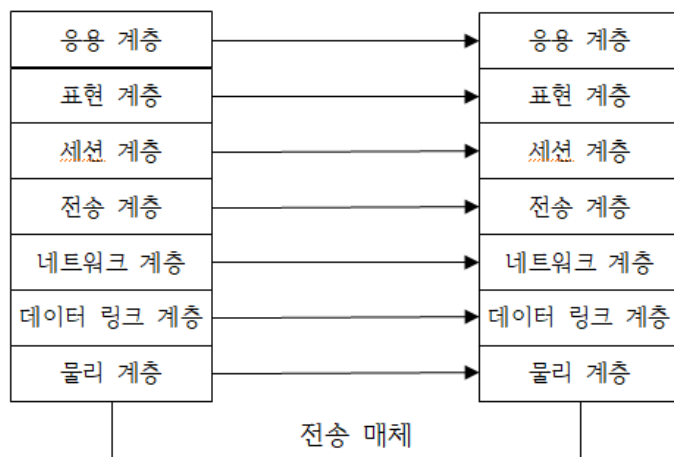 응용 계층 응용 계층
표현 계층 표현 계층
세션 계층 세션 계층
전송 계층 전송 계층
네트워크 계층 네트워크 계층
데이터 링크 계층 데이터 링크 계층
물리 계층 물리 계층
전송 매체